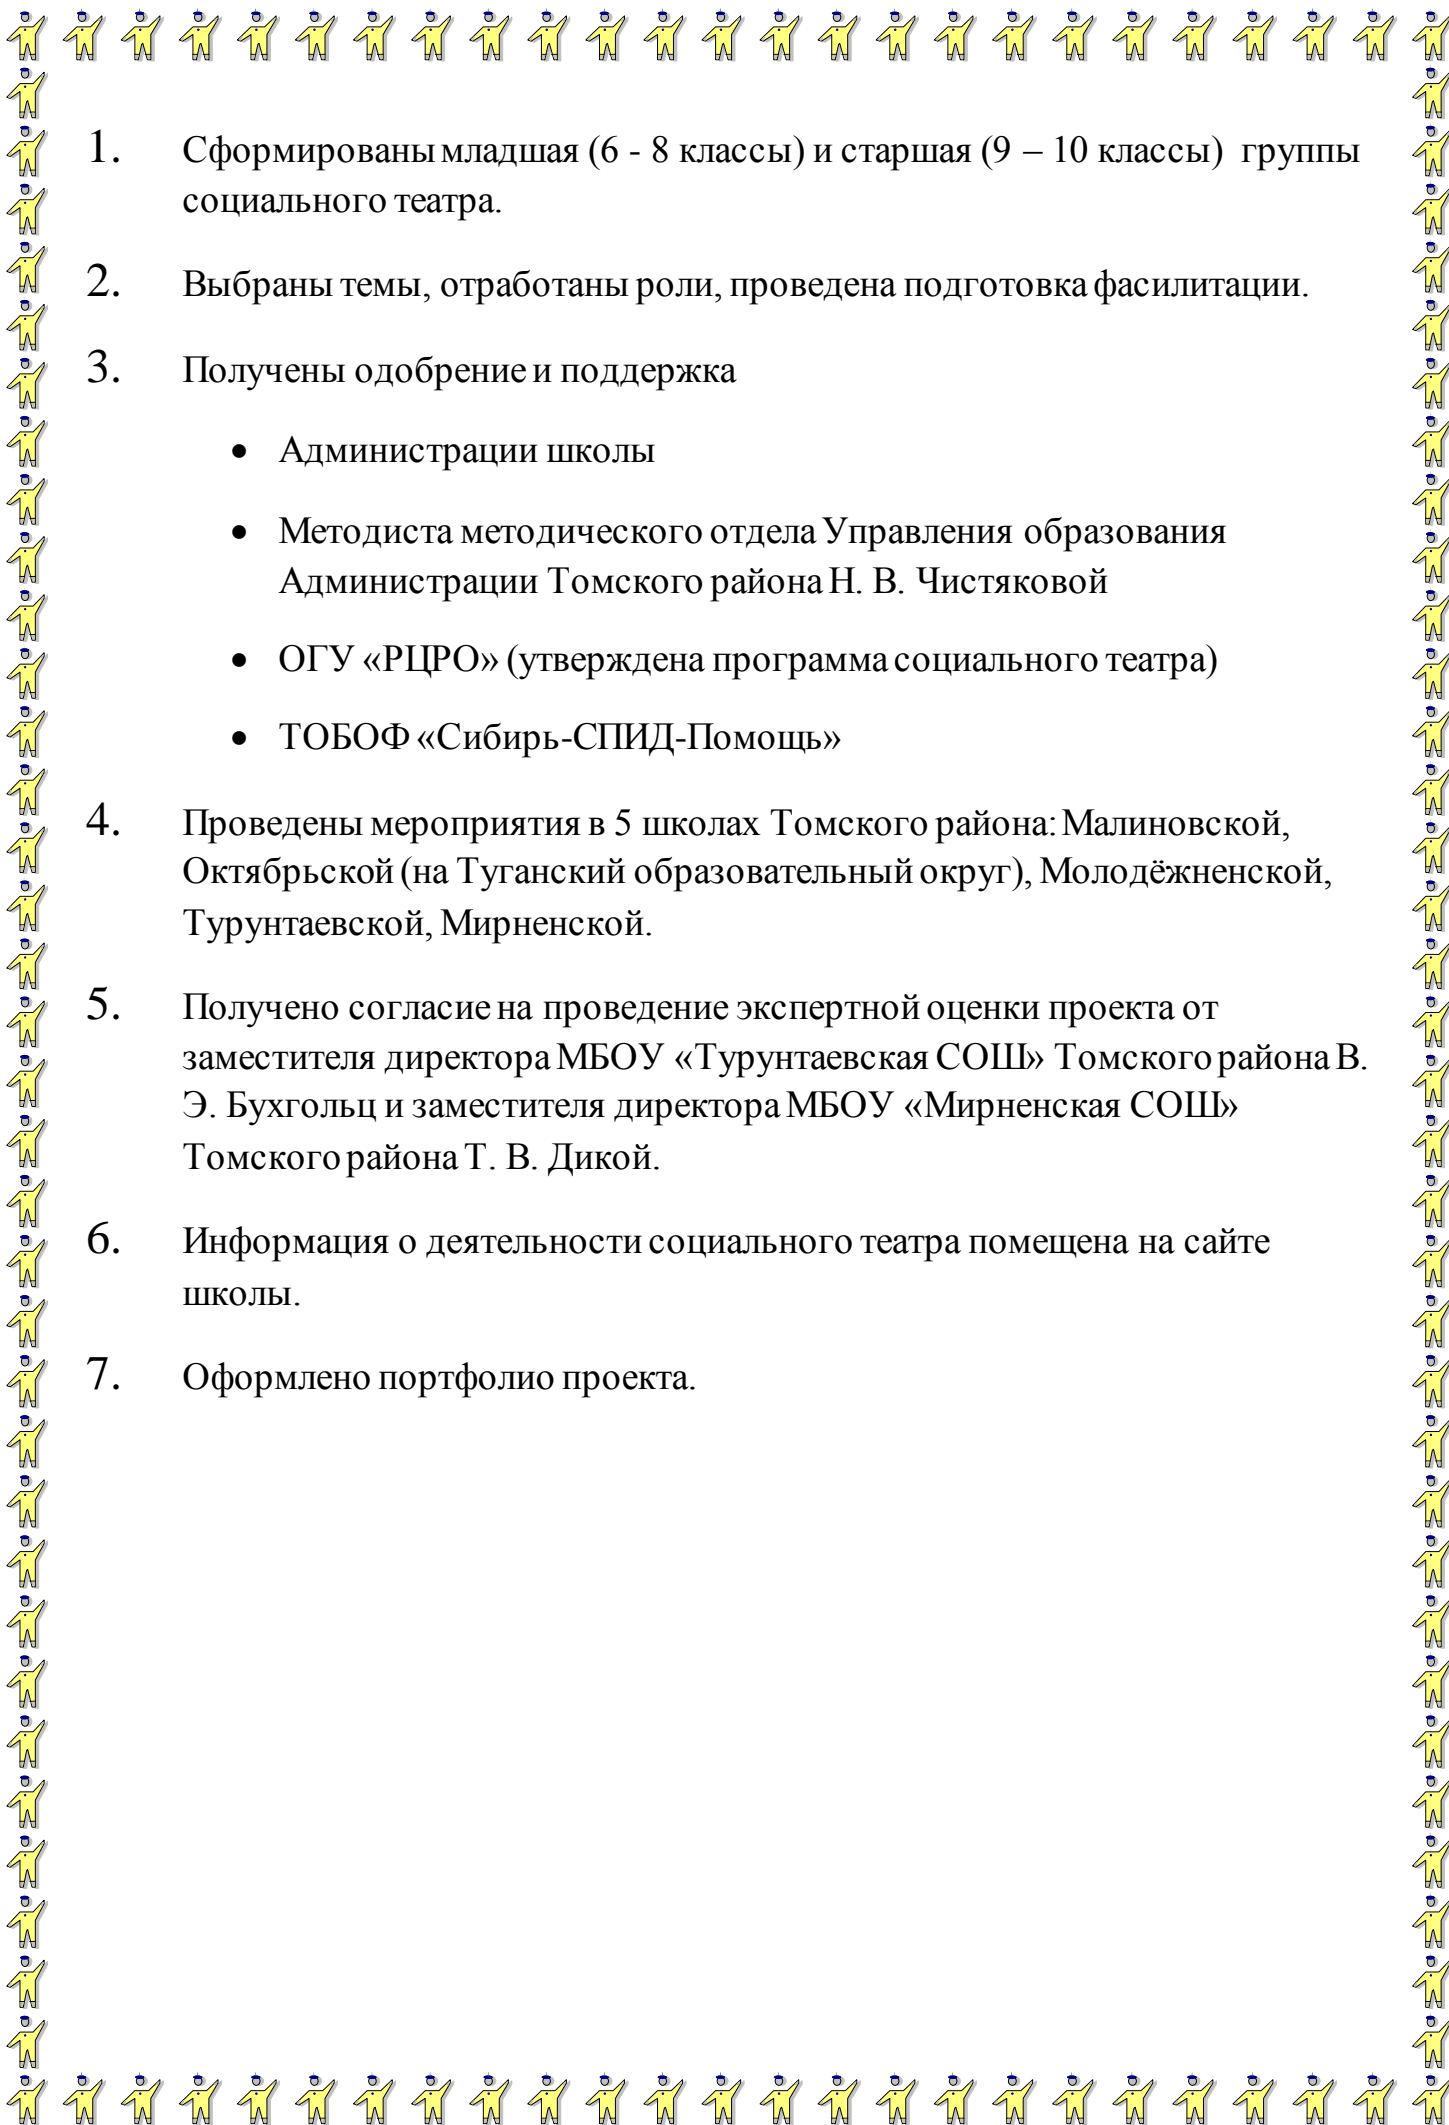 1. Сформированы младшая (6 - 8 классы) и старшая (9 – 10 классы) группы
социального театра.
2. Выбраны темы, отработаны роли, проведена подготовка фасилитации.
3. Получены одобрение и поддержка
• Администрации школы
• Методиста методического отдела Управления образования
Администрации Томского района Н. В. Чистяковой
• ОГУ «РЦРО» (утверждена программа социального театра)
• ТОБОФ «Сибирь-СПИД-Помощь»
4. Проведены мероприятия в 5 школах Томского района: Малиновской,
Октябрьской (на Туганский образовательный округ), Молодёжненской,
Турунтаевской, Мирненской.
5. Получено согласие на проведение экспертной оценки проекта от
заместителя директора МБОУ «Турунтаевская СОШ» Томского района В.
Э. Бухгольц и заместителя директора МБОУ «Мирненская СОШ»
Томского района Т. В. Дикой.
6. Информация о деятельности социального театра помещена на сайте
школы.
7. Оформлено портфолио проекта.